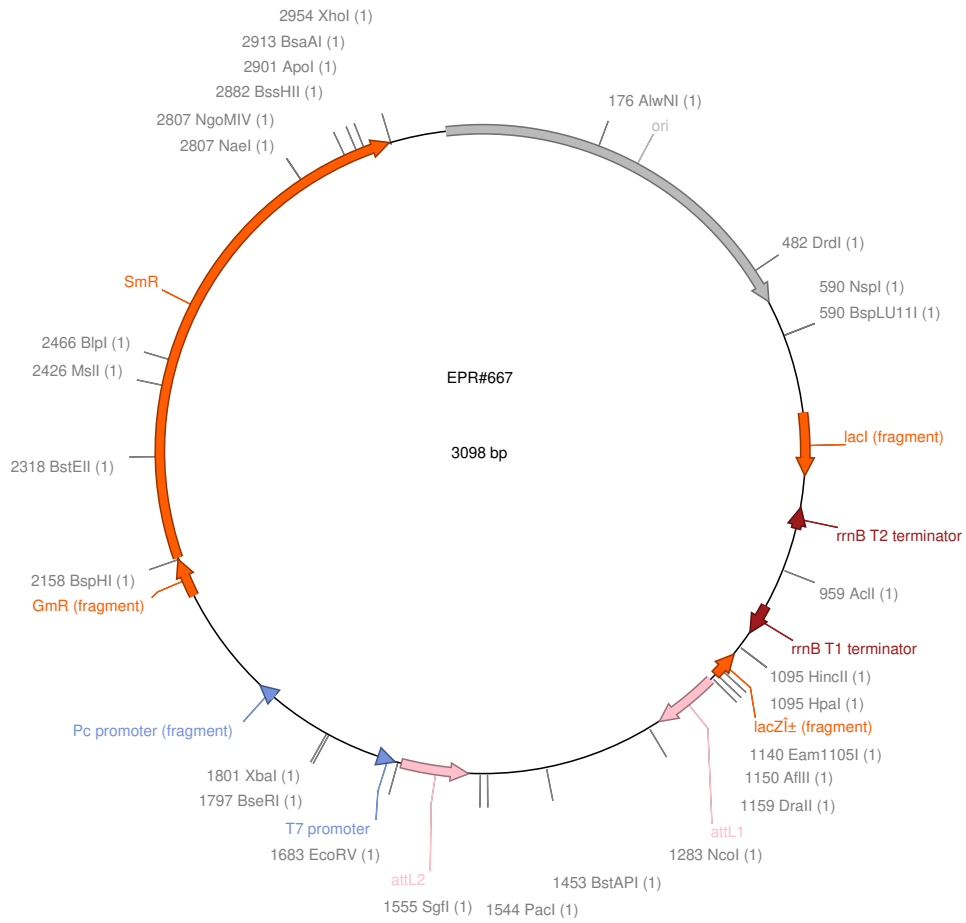 2954 XhoI (1)
2913 BsaAI (1)
2901 ApoI (1)
2882 BssHII (1)
2807 NgoMIV (1)
2807 NaeI (1)
176 AlwNI (1)
ori
482 DrdI (1)
590 NspI (1)
590 BspLU11I (1)
SmR
2466 BlpI (1)
2426 MslI (1)
EPR#667
3098 bp
lacI (fragment)
2318 BstEII (1)
rrnB T2 terminator
2158 BspHI (1)
GmR (fragment)
959 AclI (1)
rrnB T1 terminator
1095 HincII (1)
1095 HpaI (1)
lacZÎ± (fragment)
Pc promoter (fragment)
1140 Eam1105I (1)
1150 AflII (1)
1159 DraII (1)
1801 XbaI (1)
1797 BseRI (1)
T7 promoter
attL1
1683 EcoRV (1)
1283 NcoI (1)
attL2
1453 BstAPI (1)
1555 SgfI (1)
1544 PacI (1)